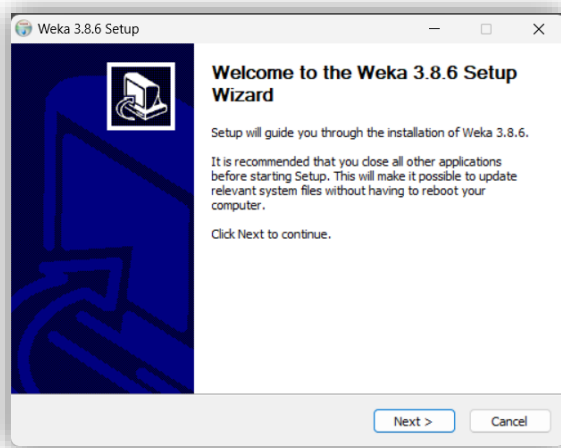 Weka 3.8.6 Setup
Welcome to the Weka 3.8.6 Setup
Wizard
Setup will guide you through the installation of Weka 3.8.6.
It is recommended that you close all other applications
before starting Setup. This will make it possible to update
relevant system files without having to reboot your
computer.
Click Next to continue.
Next >
Cancel